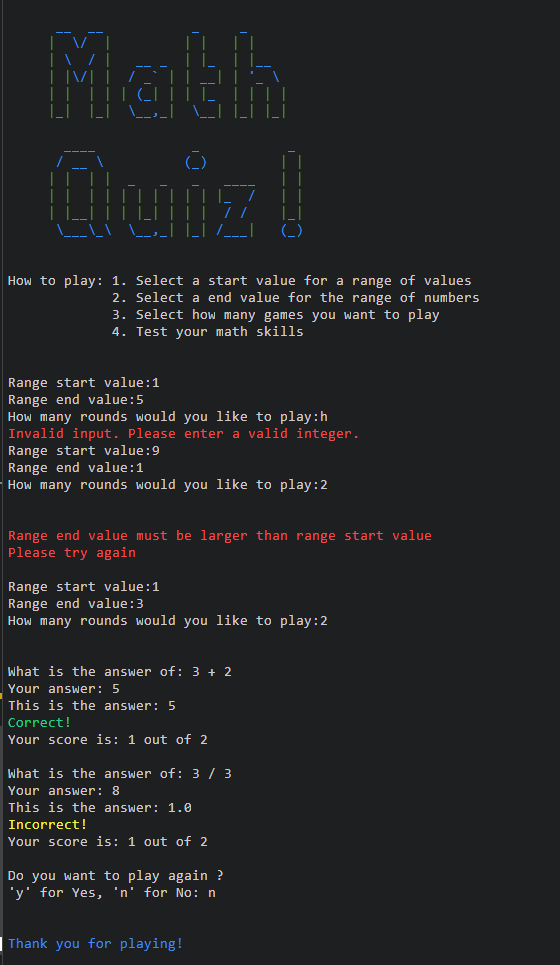 Math
Quiz!
How to play: 1. Select a start value for a range of values
2. Select a end value for the range of numbers
3. Select how many games you want to play
4. Test your math skills
Range start value:1
Range end value:5
How many rounds would you like to play:h
Invalid input. Please enter a valid integer.
Range start value:9
Range end value:1
How many rounds would you like to play:2
Range end value must be larger than range start value
Please try again
Range start value:1
Range end value:3
How many rounds would you like to play:2
What is the answer of: 3 + 2
Your answer: 5
This is the answer: 5
Correct!
Your score is: 1 out of 2
What is the answer of: 3 / 3
Your answer: 8
This is the answer: 1.0
Incorrect!
Your score is: 1 out of 2
Do you want to play again ?
'y' for Yes, 'n' for No: n
Thank you for playing!